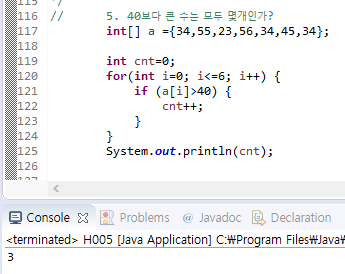 115 */
116 // 5. 40보다 큰 수는 모두 몇개인가?
117 int[] a ={34,55,23,56,34,45,34};
118
119 int cnt=0;
120 for(int i=0; i<=6; i++) {
121 if (a[i]>40) {
122 cnt++;
123 }
124 }
125 System.out.println(cnt);
126
Console Problems Javadoc Declaration
<terminated> H005 [Java Application] C:￦Program Files￦Java￦
3